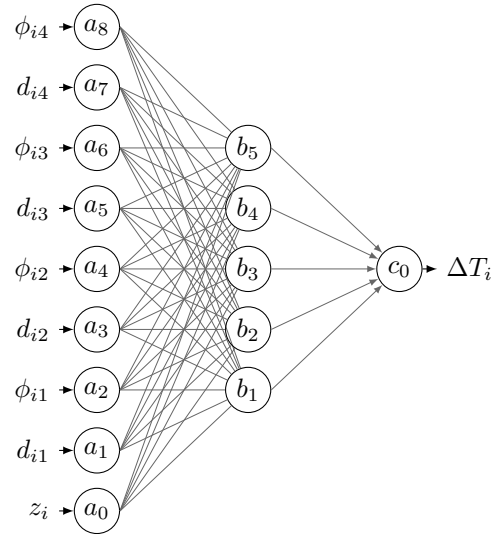 ϕ_{i4} a_8
d_{i4} a_7
ϕ_{i3} a_6 b_5
d_{i3} a_5 b_4
ϕ_{i2} a_4 b_3 c_0 ΔT_i
d_{i2} a_3 b_2
ϕ_{i1} a_2 b_1
d_{i1} a_1
z_i a_0